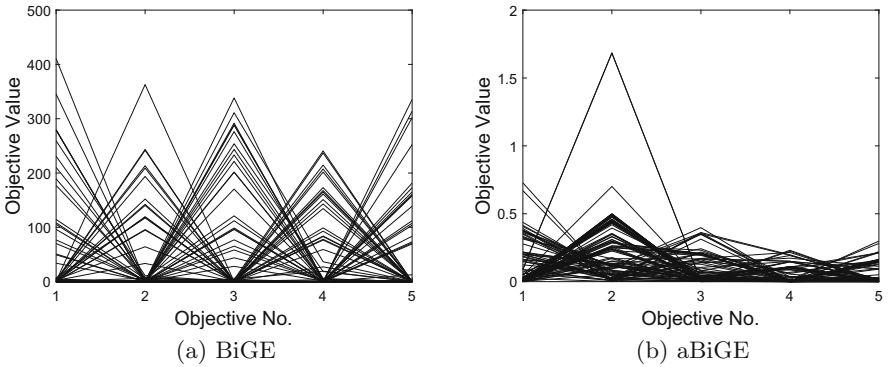 500
400
300
200
100
0
Objective Value
1 2 3 4 5
Objective No.
(a) BiGE
2
1.5
1
0.5
0
Objective Value
1 2 3 4 5
Objective No.
(b) aBiGE